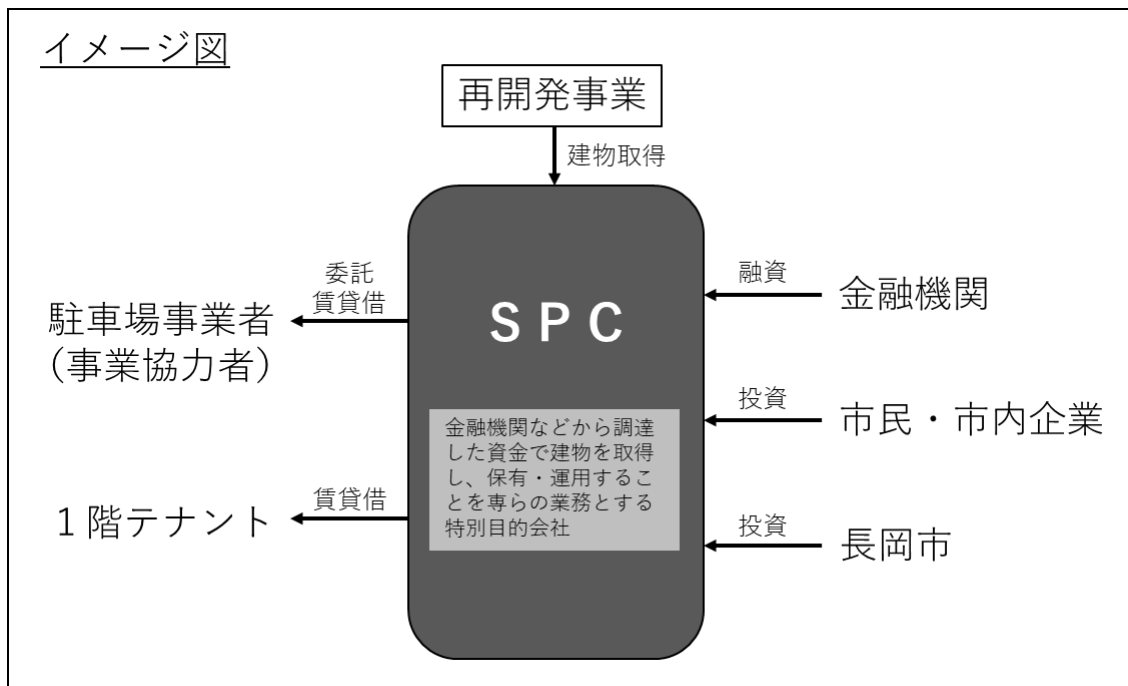 イメージ図
再開発事業
建物取得
委託
賃貸借
駐車場事業者
(事業協力者)
賃貸借
１階テナント
ＳＰＣ
金融機関などから調達
した資金で建物を取得
し、保有・運用するこ
とを専らの業務とする
特別目的会社
融資
金融機関
投資
市民・市内企業
投資
長岡市